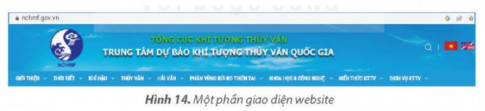 nchmf.gov.vn
TỔNG CỤC KHÍ TƯỢNG THỦY VĂN
TRUNG TÂM DỰ BÁO KHÍ TƯỢNG THỦY VĂN QUỐC GIA
NCHMF
GIỚI THIỆU THỜI TIẾT KHÍ HẬU THỦY VĂN HẢI VĂN PHÂN VÙNG RỦI RO THIÊN TAI KHOA HỌC & CÔNG NGHỆ KIẾN THỨC KTTV DỊCH VỤ KTTV
Hình 14. Một phần giao diện website